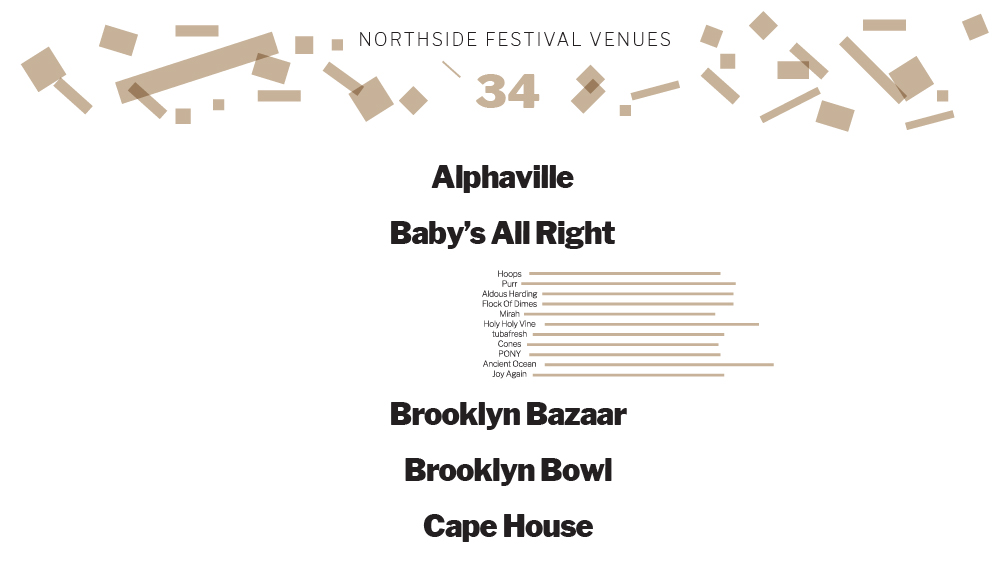 NORTHSIDE FESTIVAL VENUES
34
Alphaville
Baby’s All Right
Hoops
Purr
Aldous Harding
Flock Of Dimes
Mirah
Holy Holy Vine
tubafresh
Cones
PONY
Ancient Ocean
Joy Again
Brooklyn Bazaar
Brooklyn Bowl
Cape House